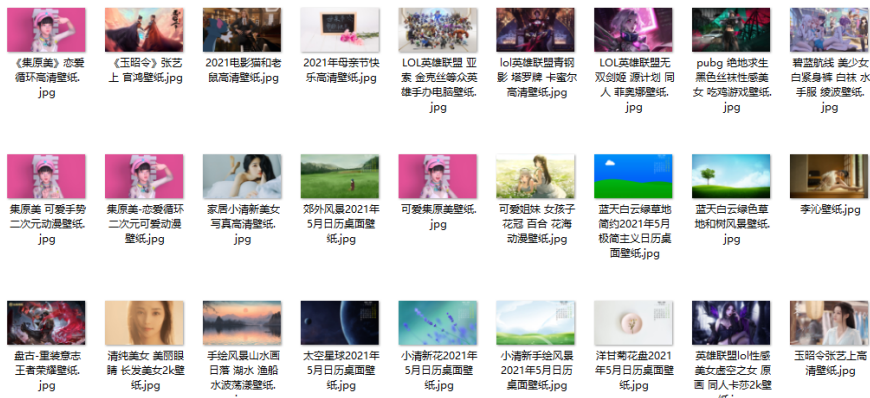 《集原美》恋爱
循环高清壁纸.
jpg
《玉昭令》张艺
上 官鸿壁纸.jpg
2021电影猫和老
鼠高清壁纸.jpg
2021年母亲节快
乐高清壁纸.jpg
LOL英雄联盟 亚
索 金克丝等众英
雄手办电脑壁纸.
jpg
lol英雄联盟青钢
影 塔罗牌 卡蜜尔
高清壁纸.jpg
LOL英雄联盟无
双剑姬 源计划 同
人 菲奥娜壁纸.
jpg
pubg 绝地求生
黑色丝袜性感美
女 吃鸡游戏壁纸.
jpg
碧蓝航线 美少女
白紧身裤 白袜 水
手服 绫波壁纸.
jpg
集原美 可爱手势
二次元动漫壁纸.
jpg
集原美-恋爱循环
二次元可爱动漫
壁纸.jpg
家居小清新美女
写真高清壁纸.jpg
郊外风景2021年
5月日历桌面壁
纸.jpg
可爱集原美壁纸.
jpg
可爱姐妹 女孩子
花冠 百合 花海
动漫壁纸.jpg
蓝天白云绿草地
简约2021年5月
极简主义日历桌
面壁纸.jpg
蓝天白云绿色草
地和树风景壁纸.
jpg
李沁壁纸.jpg
盘古-重装意志
王者荣耀壁纸.
jpg
清纯美女 美丽眼
睛 长发美女2k壁
纸.jpg
手绘风景山水画
日落 湖水 渔船
水波荡漾壁纸.
太空星球2021年
5月日历桌面壁
纸.jpg
小清新花2021年
5月日历桌面壁
纸.jpg
小清新手绘风景
2021年5月日历
桌面壁纸.jpg
洋甘菊花盘2021
年5月日历桌面壁
纸.jpg
英雄联盟lol性感
美女虚空之女 原
画 同人卡莎2k壁
玉昭令张艺上高
清壁纸.jpg